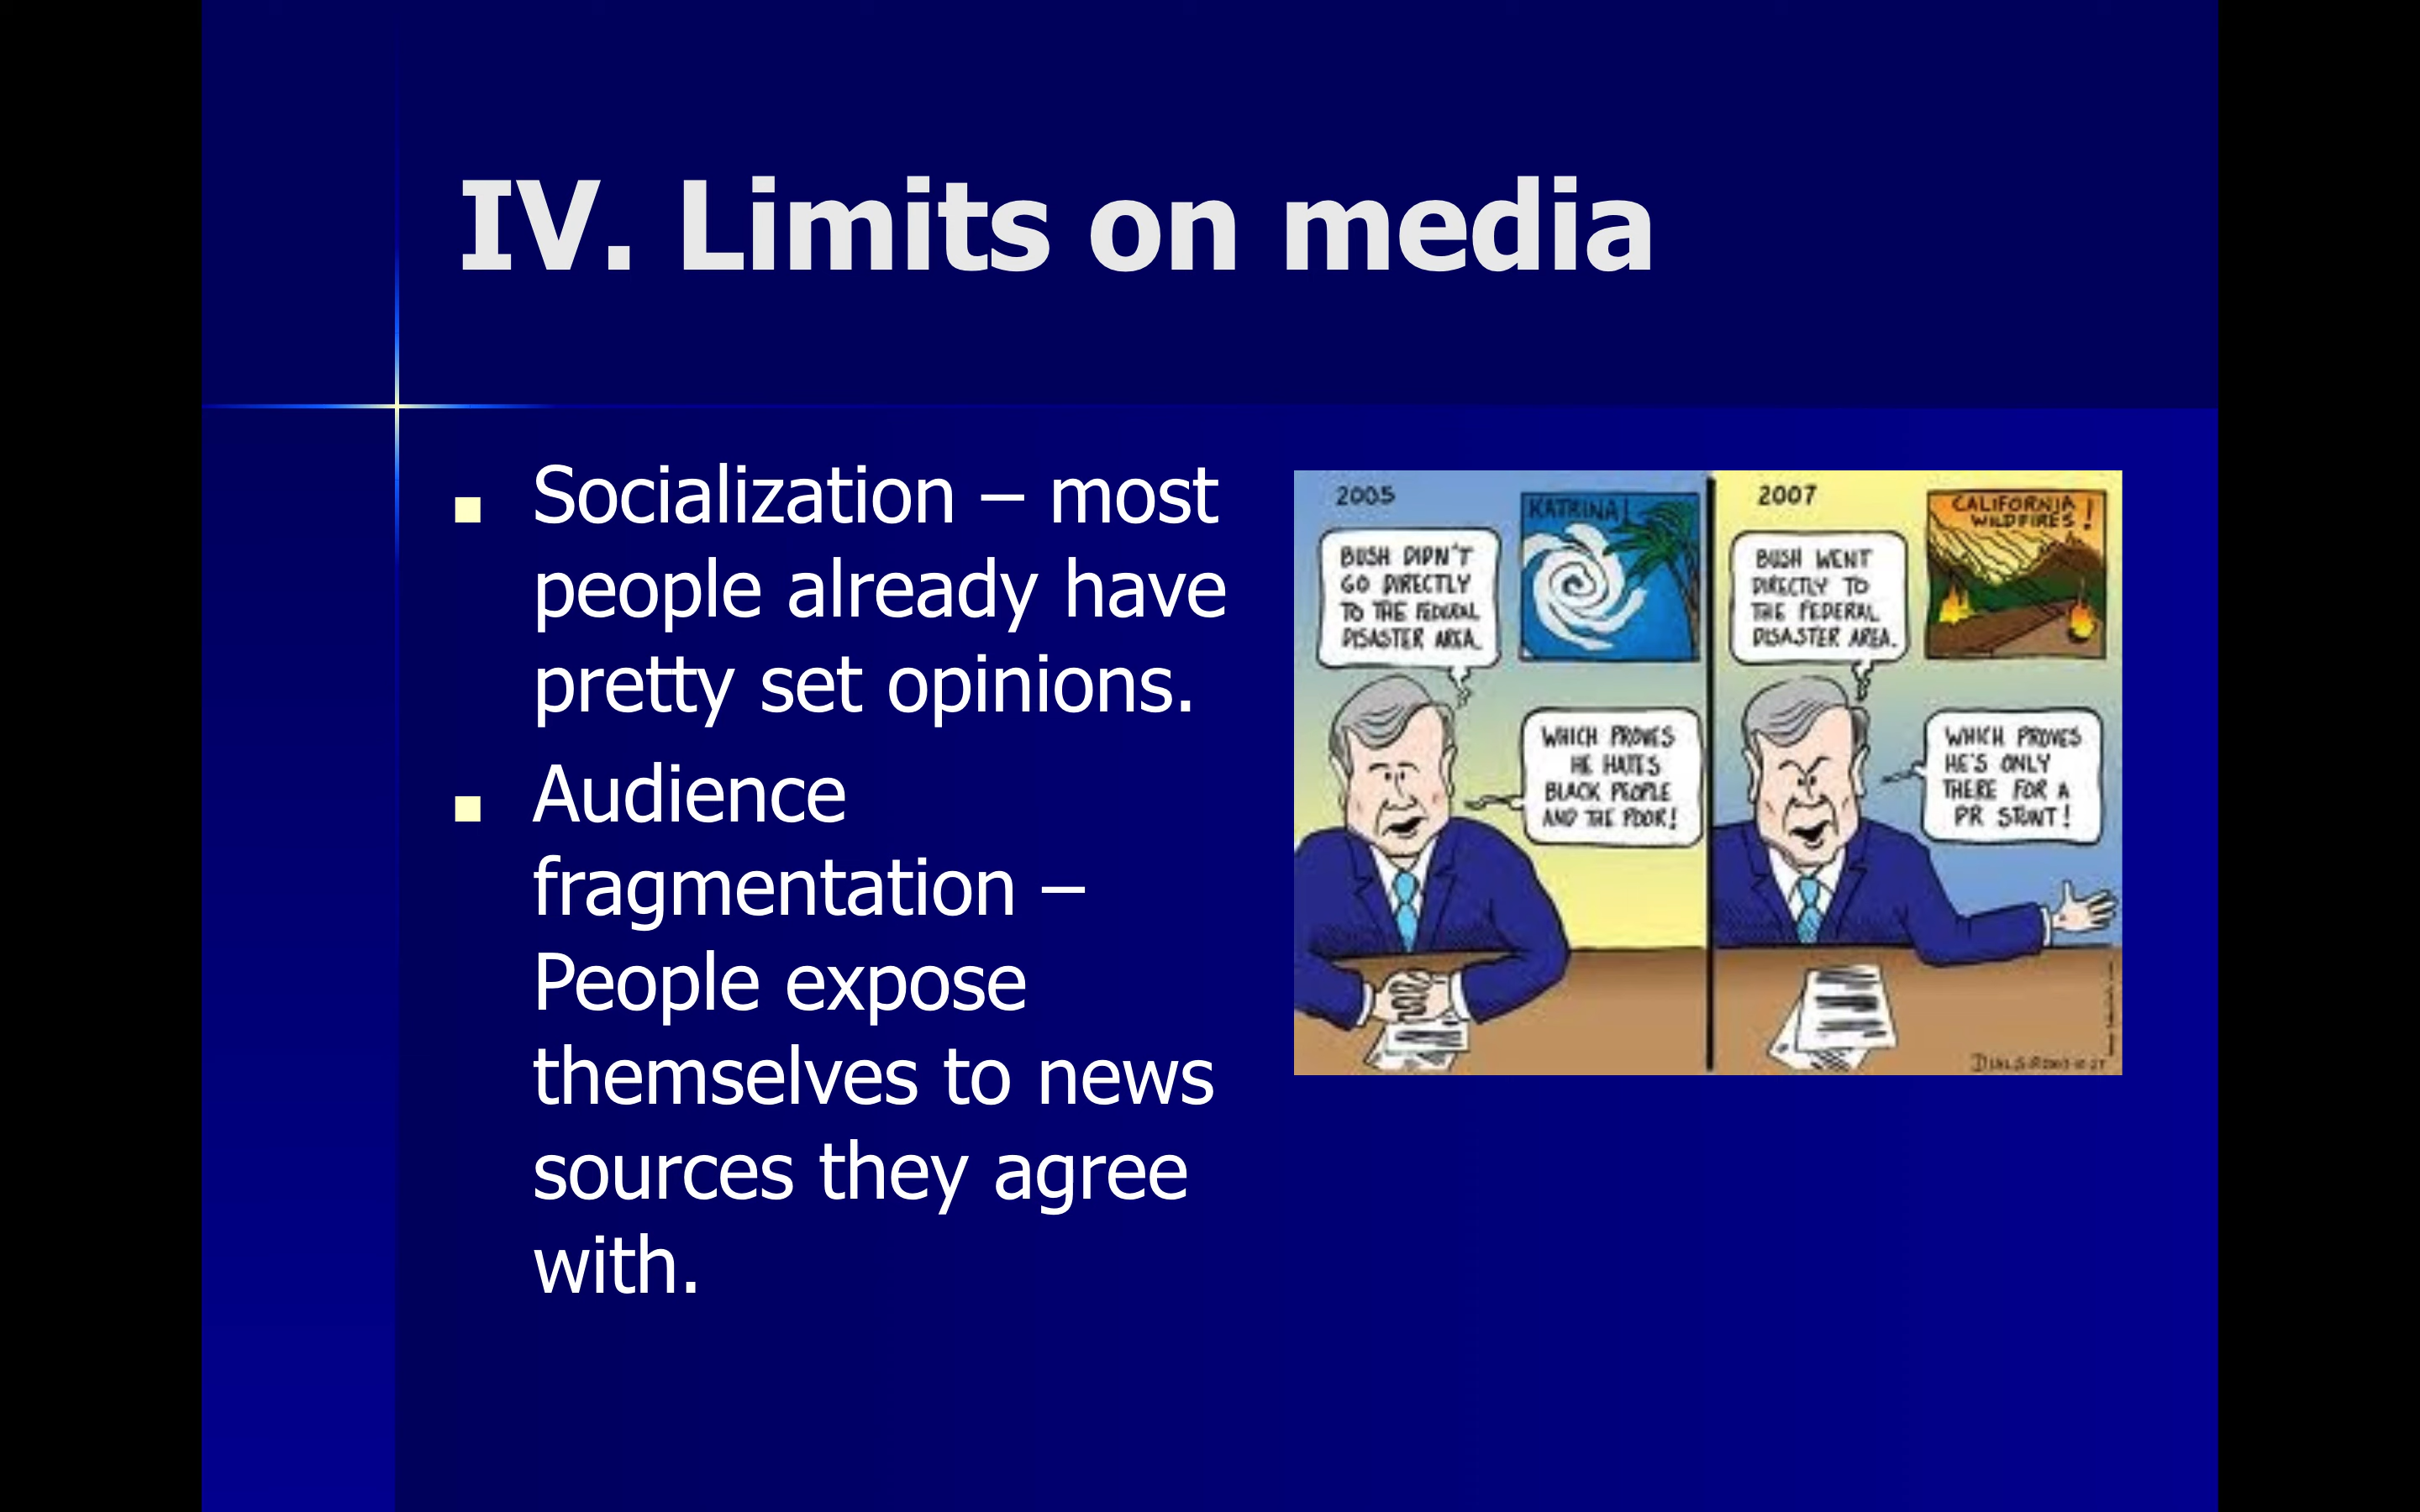 IV. Limits on media
Socialization – most
people already have
pretty set opinions.
Audience
fragmentation –
People expose
themselves to news
sources they agree
with.
2005
KATRINA!
BUSH DIDN'T
GO DIRECTLY
TO THE FEDERAL
DISASTER AREA.
WHICH PROVES
HE HATES
BLACK PEOPLE
AND THE POOR!
2007
CALIFORNIA
WILDFIRES!
BUSH WENT
DIRECTLY TO
THE FEDERAL
DISASTER AREA.
WHICH PROVES
HE'S ONLY
THERE FOR A
PR STUNT!